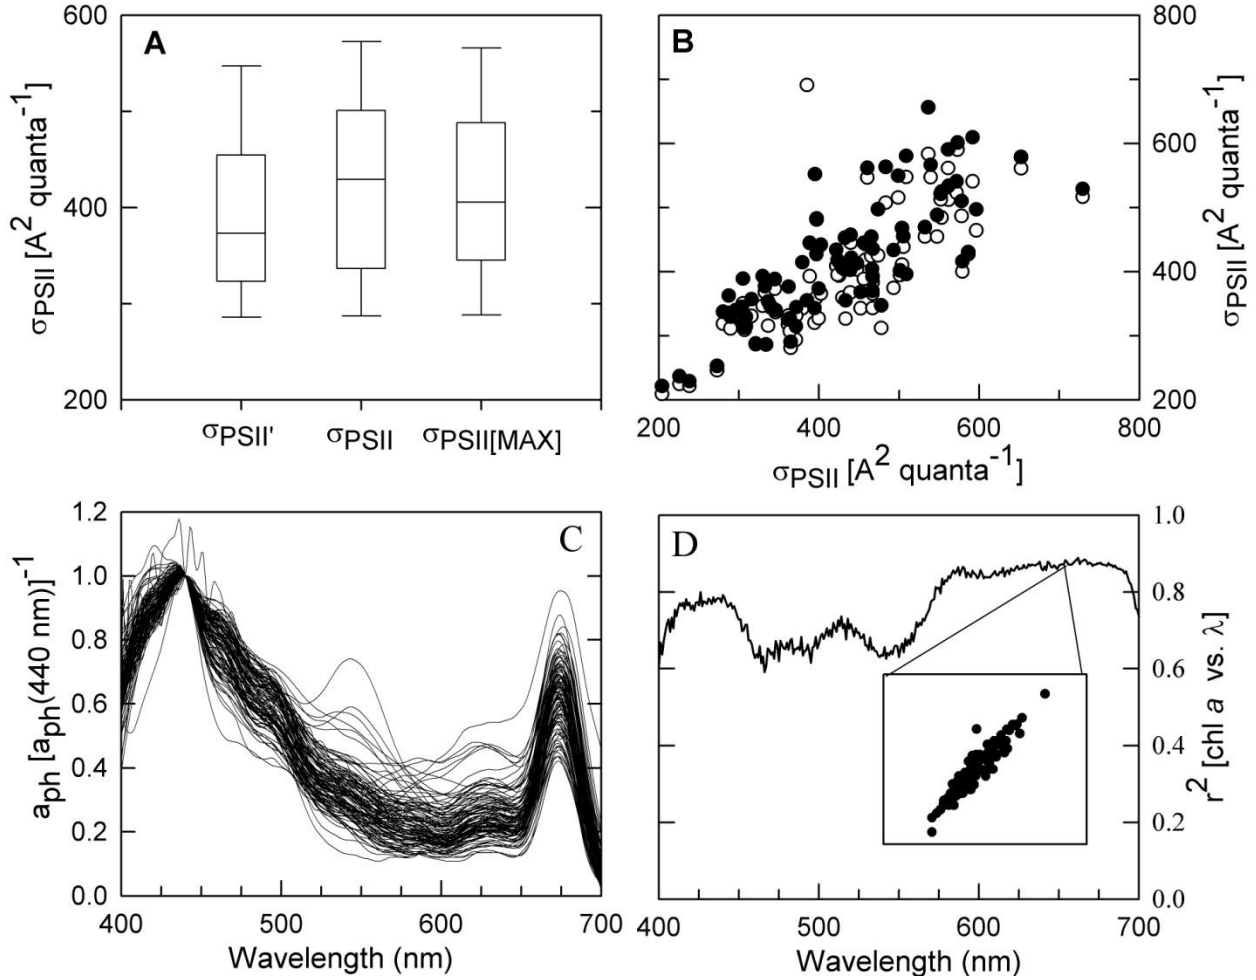 A
600
400
200
σPSII [A² quanta⁻¹]
σPSII'
σPSII
σPSII[MAX]
B
800
600
400
200
σPSII [A² quanta⁻¹]
200
400
600
800
σPSII [A² quanta⁻¹]
C
1.2
1.0
0.8
0.6
0.4
0.2
0.0
aph [aph(440 nm)]⁻¹
400
500
600
700
Wavelength (nm)
D
1.0
0.8
0.6
0.4
0.2
0.0
r² [chl a vs. λ]
400
500
600
700
Wavelength (nm)